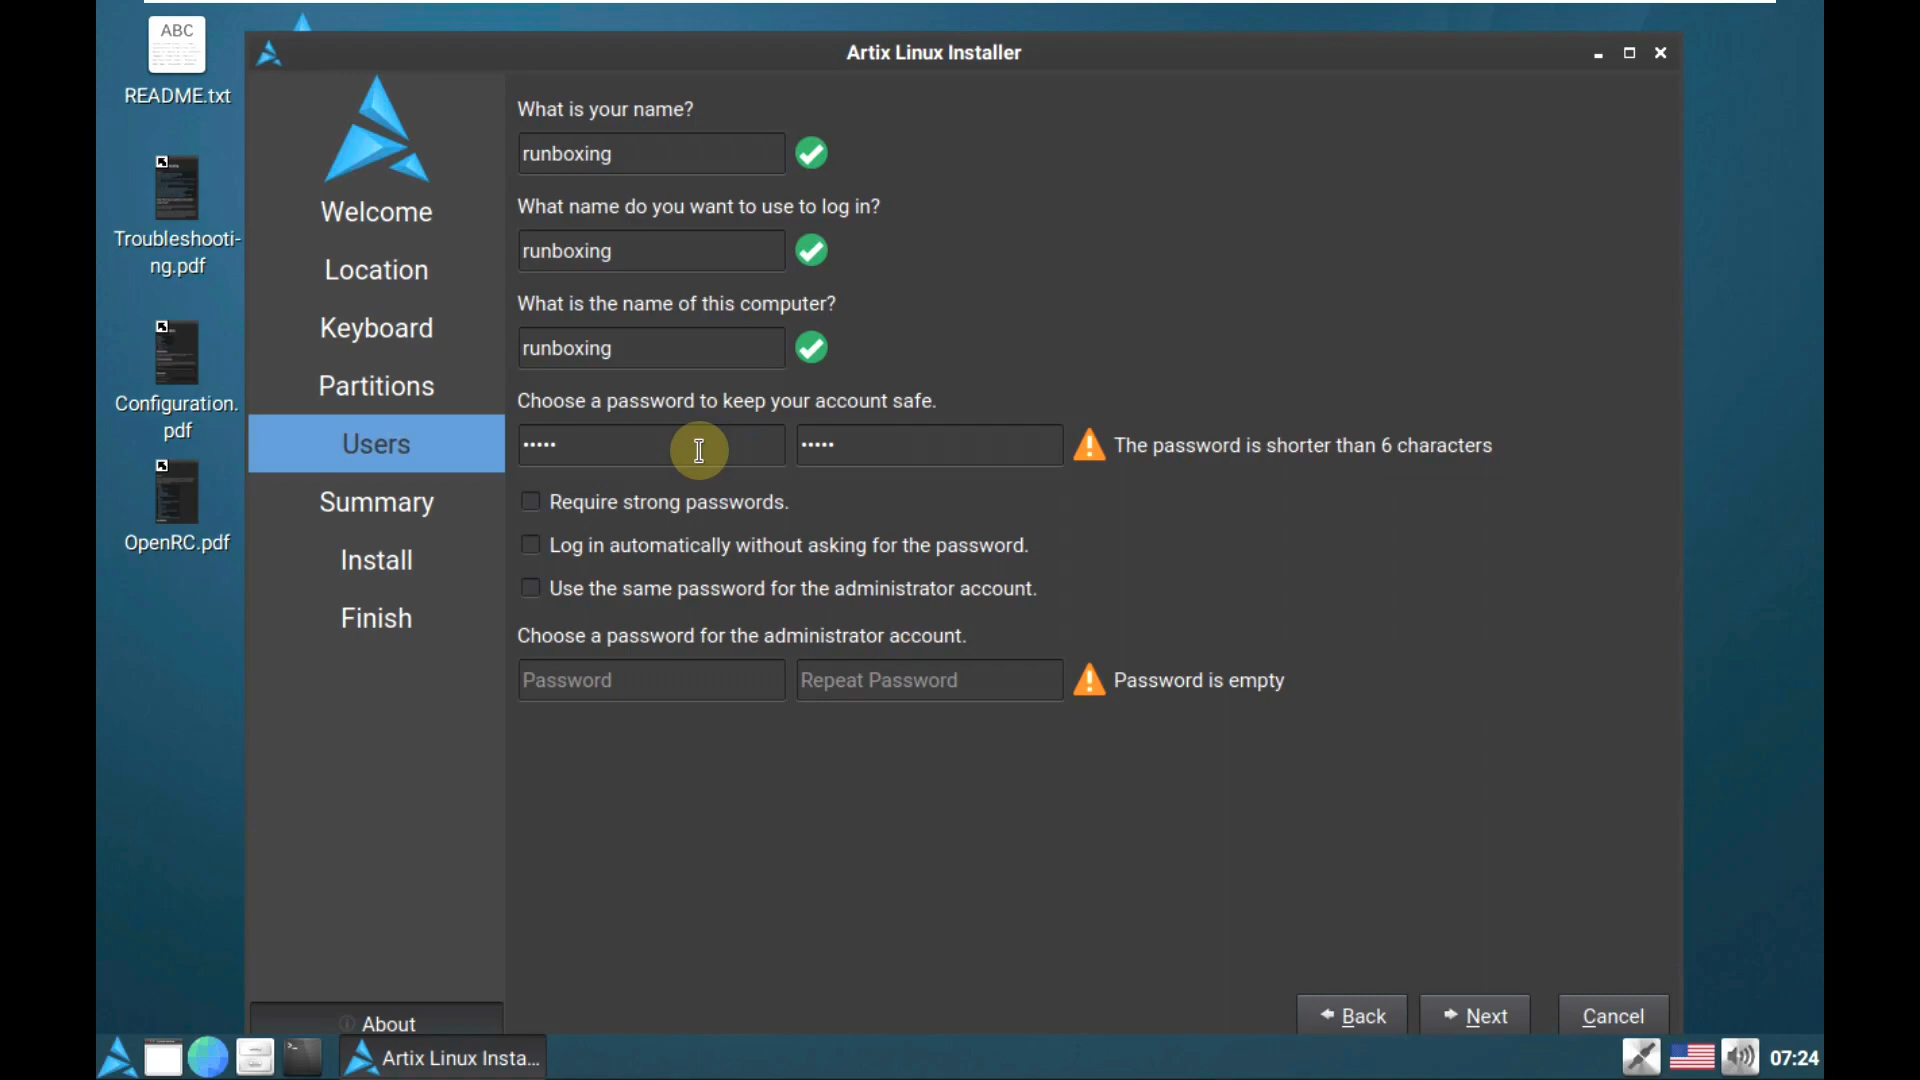 ABC
README.txt
Troubleshooti-
ng.pdf
Configuration.
pdf
OpenRC.pdf
Artix Linux Installer
Welcome
Location
Keyboard
Partitions
Users
Summary
Install
Finish
About
What is your name?
runboxing
What name do you want to use to log in?
runboxing
What is the name of this computer?
runboxing
Choose a password to keep your account safe.
••••• ••••• The password is shorter than 6 characters
Require strong passwords.
Log in automatically without asking for the password.
Use the same password for the administrator account.
Choose a password for the administrator account.
Password Repeat Password Password is empty
Back Next Cancel
Artix Linux Insta... 07:24